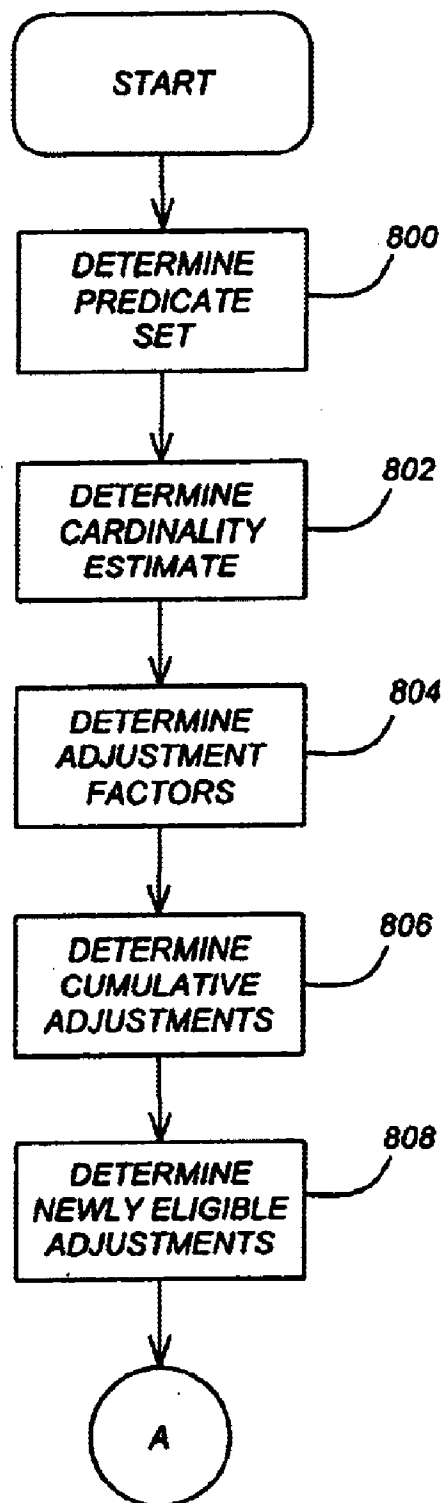 START
800
DETERMINE
PREDICATE
SET
802
DETERMINE
CARDINALITY
ESTIMATE
804
DETERMINE
ADJUSTMENT
FACTORS
806
DETERMINE
CUMULATIVE
ADJUSTMENTS
808
DETERMINE
NEWLY ELIGIBLE
ADJUSTMENTS
A